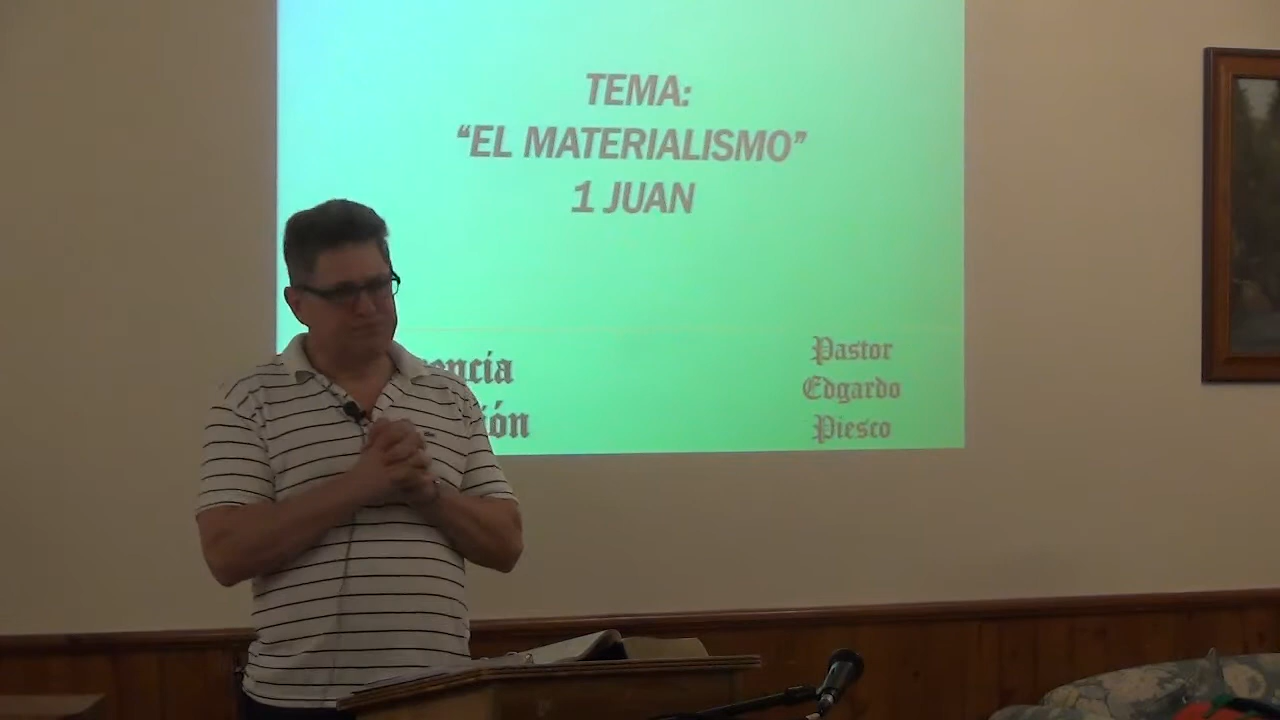 TEMA:
“EL MATERIALISMO”
1 JUAN
Pastor
Edgardo
Piesco